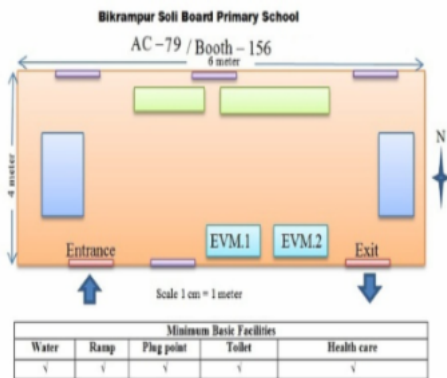 Bikrampur Soli Board Primary School
AC -79 / Booth - 156
6 meter
4 meter
N
EVM.1 EVM.2
Entrance Exit
Scale 1 cm = 1 meter
Minimum Basic Facilities
Water Ramp Plug point Toilet Health care
√ √ √ √ √